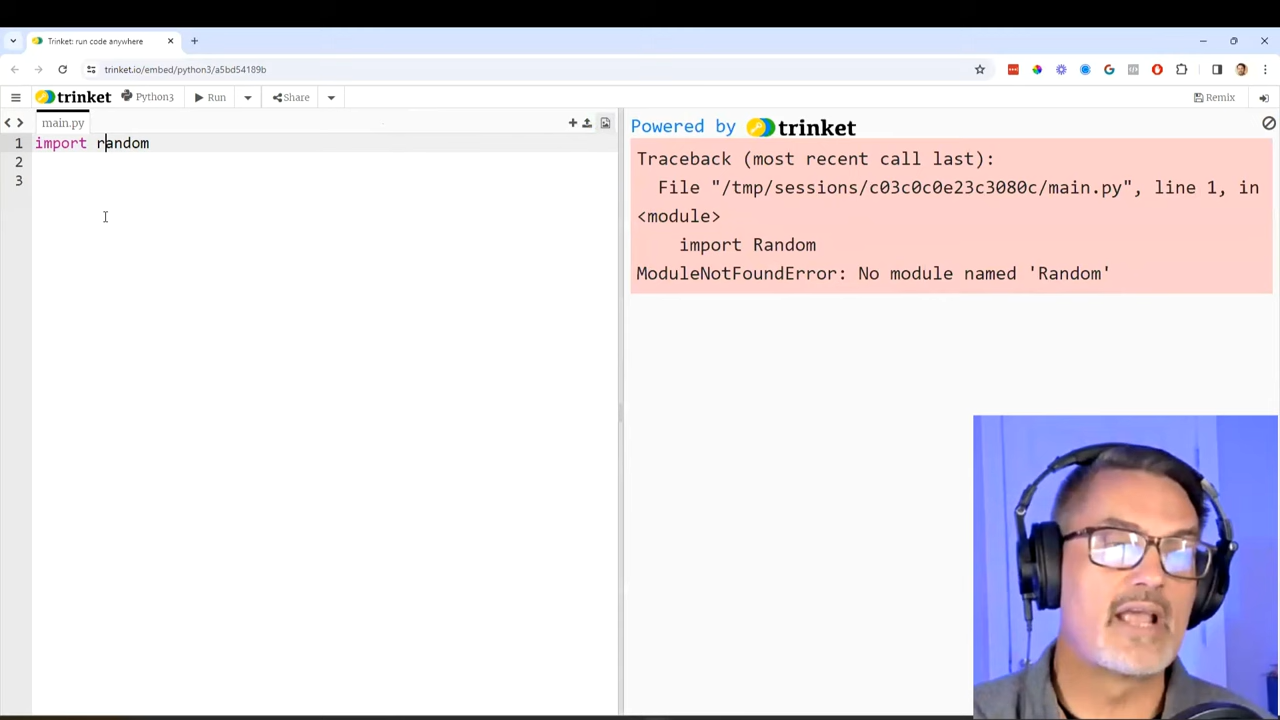 Trinket: run code anywhere
trinket.io/embed/python3/a5bd54189b
trinket Python3 Run Share Remix
main.py
1 import random
2
3
Powered by trinket
Traceback (most recent call last):
File "/tmp/sessions/c03c0c0e23c3080c/main.py", line 1, in
<module>
import Random
ModuleNotFoundError: No module named 'Random'